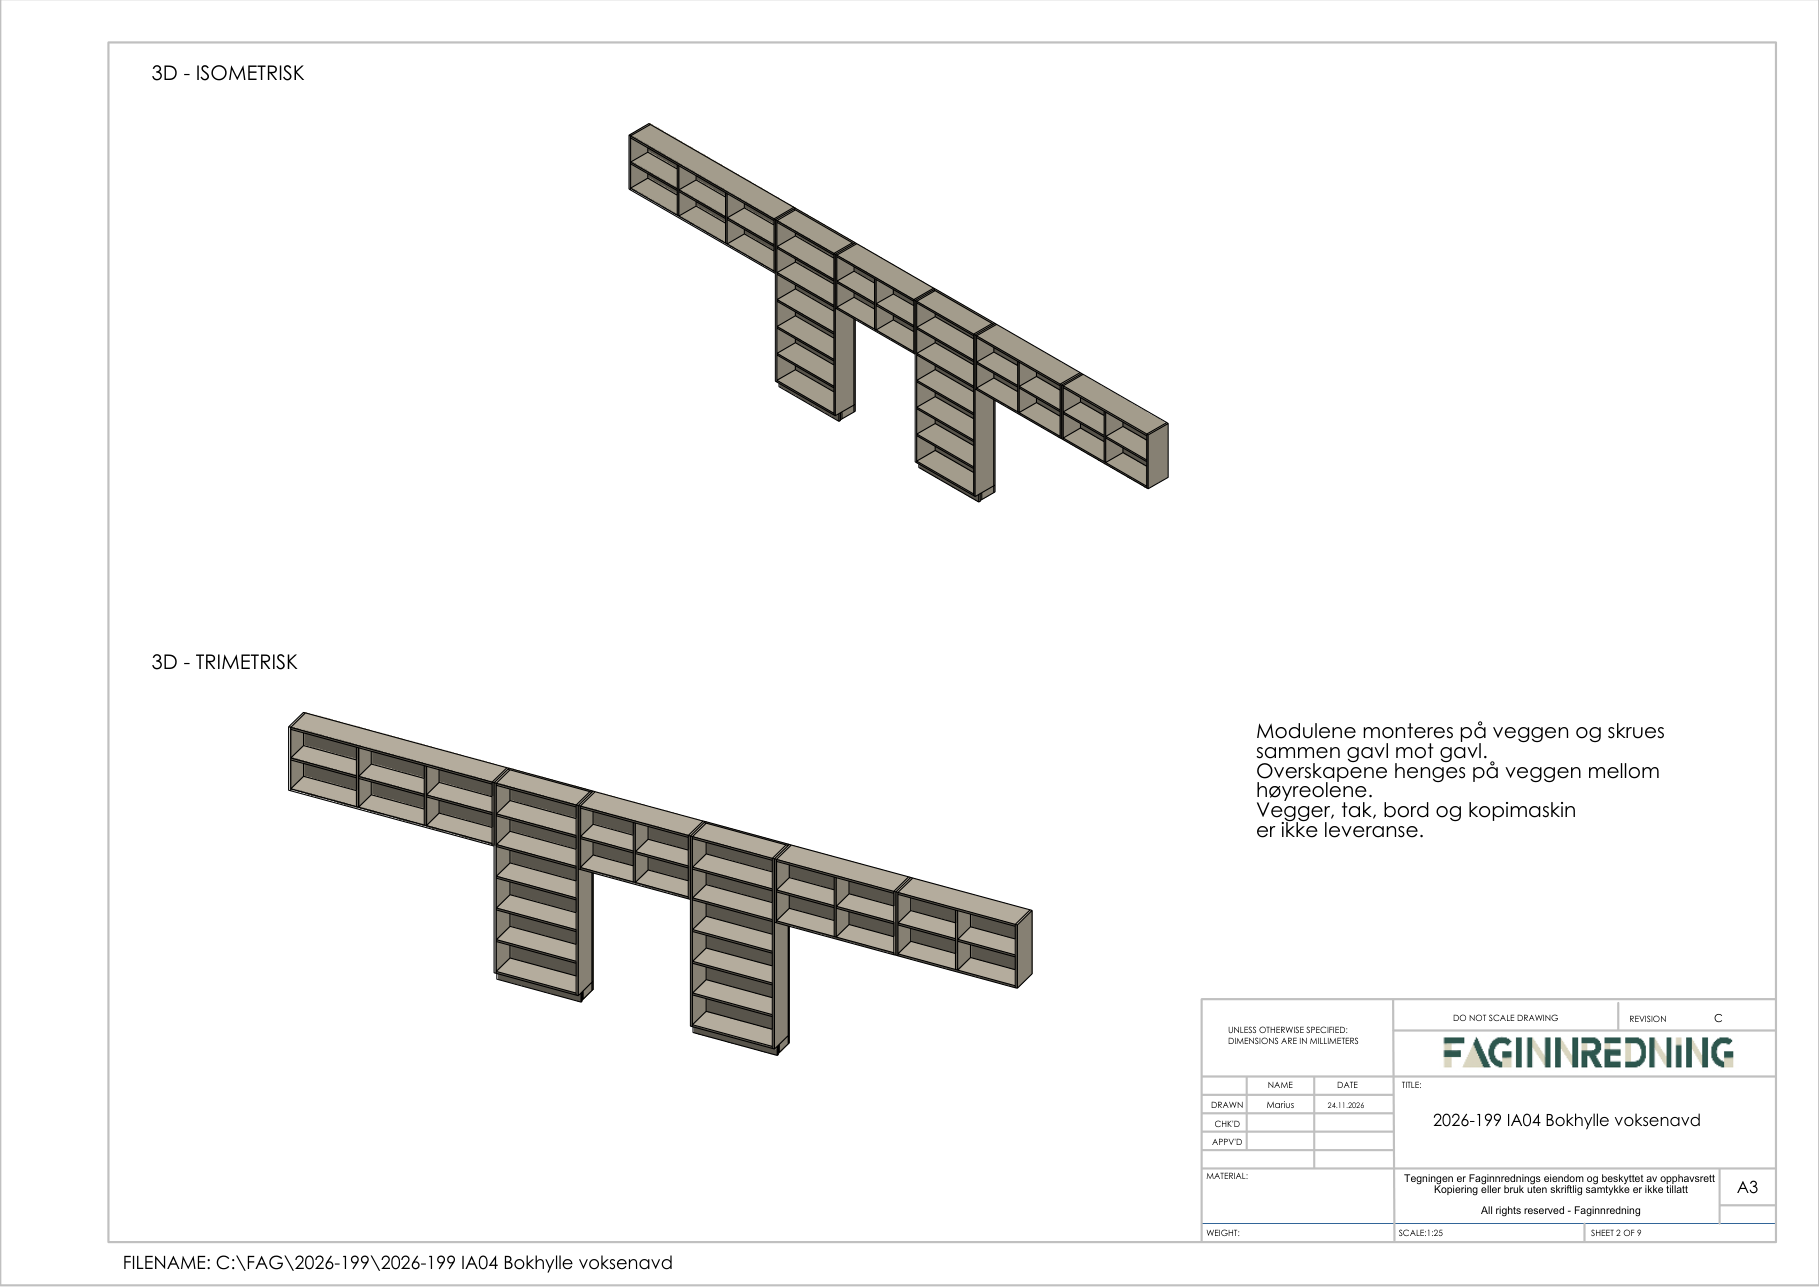 3D - ISOMETRISK
3D - TRIMETRISK
Modulene monteres på veggen og skrues
sammen gavl mot gavl.
Overskapene henges på veggen mellom
høyreolene.
Vegger, tak, bord og kopimaskin
er ikke leveranse.
UNLESS OTHERWISE SPECIFIED:
DIMENSIONS ARE IN MILLIMETERS
DO NOT SCALE DRAWING
REVISION C
FAGINNREDNING
NAME DATE
DRAWN Marius 24.11.2026
CHK'D
APPV'D
TITLE:
2026-199 IA04 Bokhylle voksenavd
MATERIAL:
Tegningen er Faginnrednings eiendom og beskyttet av opphavsrett
Kopiering eller bruk uten skriftlig samtykke er ikke tillatt
All rights reserved - Faginnredning
A3
WEIGHT:
SCALE:1:25
SHEET 2 OF 9
FILENAME: C:\FAG\2026-199\2026-199 IA04 Bokhylle voksenavd